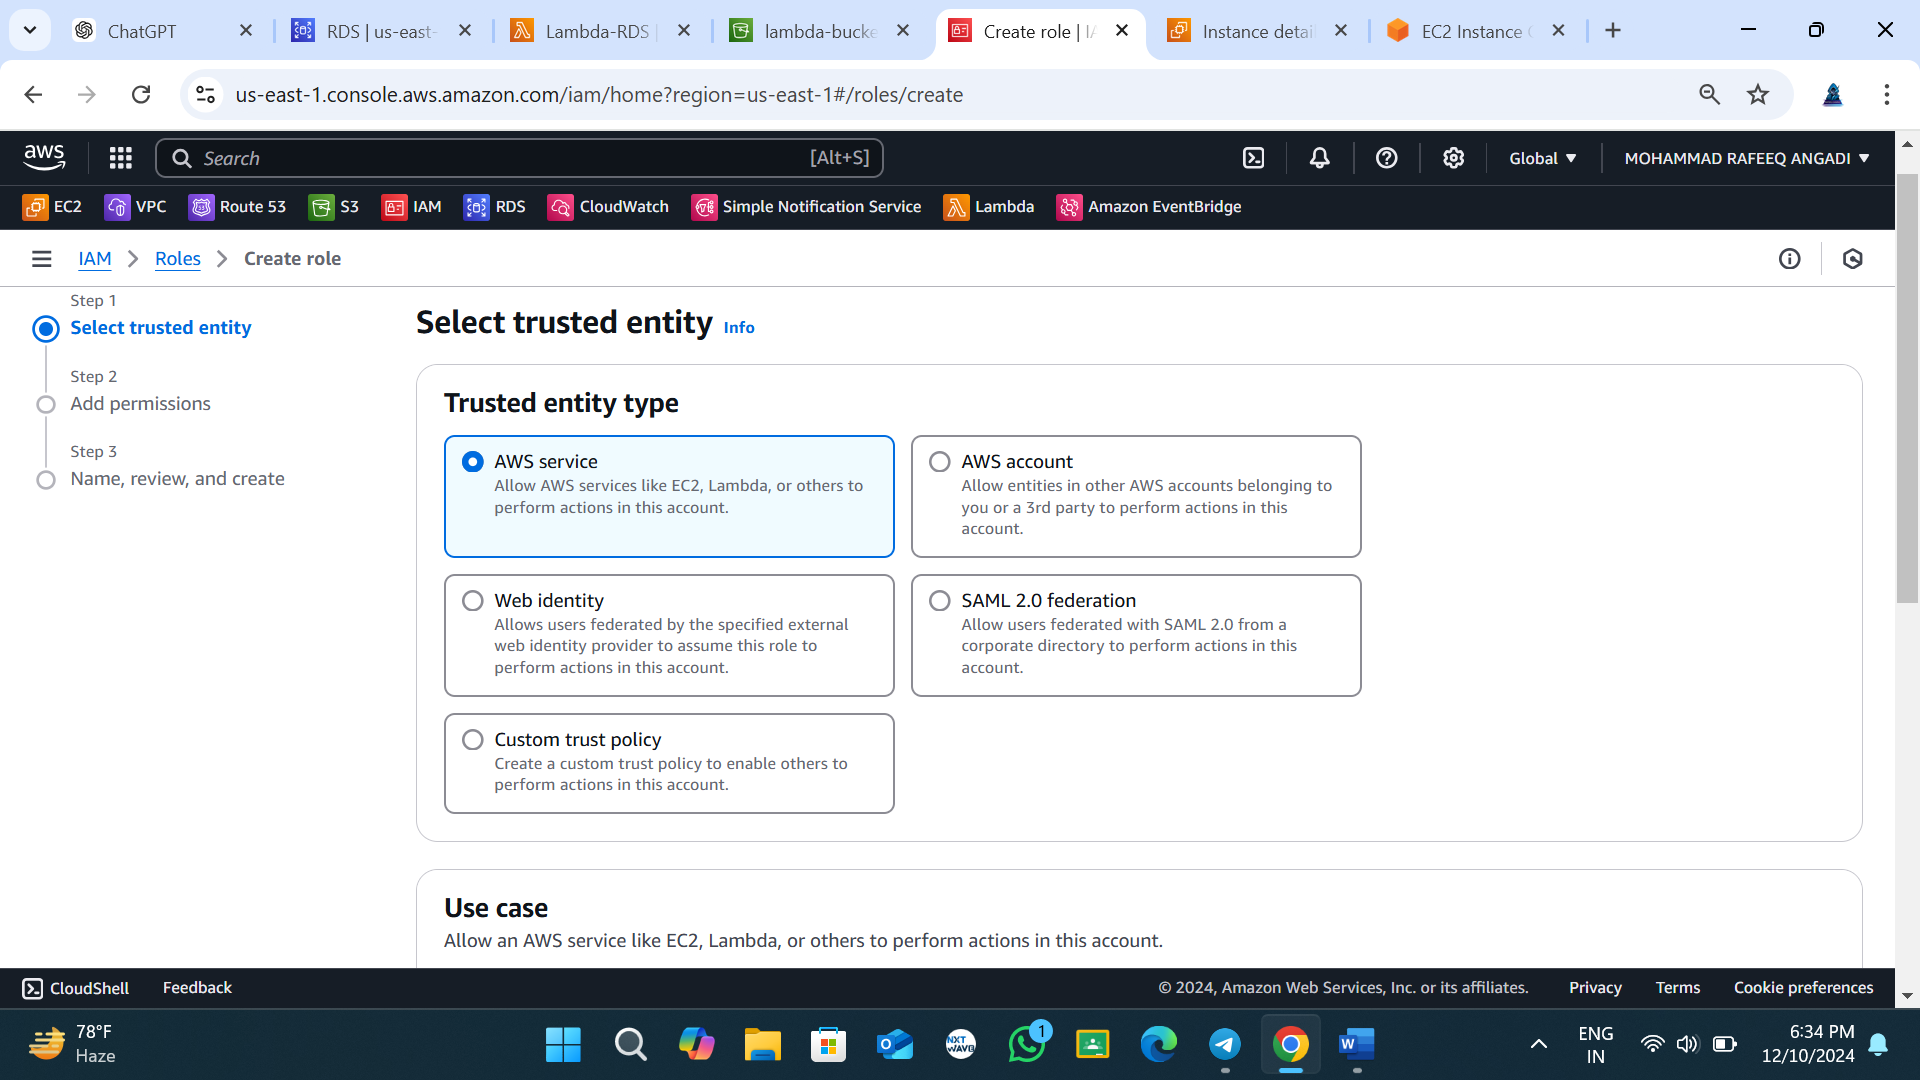 ChatGPT
RDS | us-east-
Lambda-RDS |
lambda-bucke
Create role | IA
Instance detai
EC2 Instance
us-east-1.console.aws.amazon.com/iam/home?region=us-east-1#/roles/create
aws
Search
[Alt+S]
Global
MOHAMMAD RAFEEQ ANGADI
EC2
VPC
Route 53
S3
IAM
RDS
CloudWatch
Simple Notification Service
Lambda
Amazon EventBridge
IAM
Roles
Create role
Step 1
Select trusted entity
Step 2
Add permissions
Step 3
Name, review, and create
Select trusted entity Info
Trusted entity type
AWS service
Allow AWS services like EC2, Lambda, or others to
perform actions in this account.
AWS account
Allow entities in other AWS accounts belonging to
you or a 3rd party to perform actions in this
account.
Web identity
Allows users federated by the specified external
web identity provider to assume this role to
perform actions in this account.
SAML 2.0 federation
Allow users federated with SAML 2.0 from a
corporate directory to perform actions in this
account.
Custom trust policy
Create a custom trust policy to enable others to
perform actions in this account.
Use case
Allow an AWS service like EC2, Lambda, or others to perform actions in this account.
CloudShell
Feedback
© 2024, Amazon Web Services, Inc. or its affiliates.
Privacy
Terms
Cookie preferences
78°F
Haze
NXT
WAVE
1
ENG
IN
6:34 PM
12/10/2024